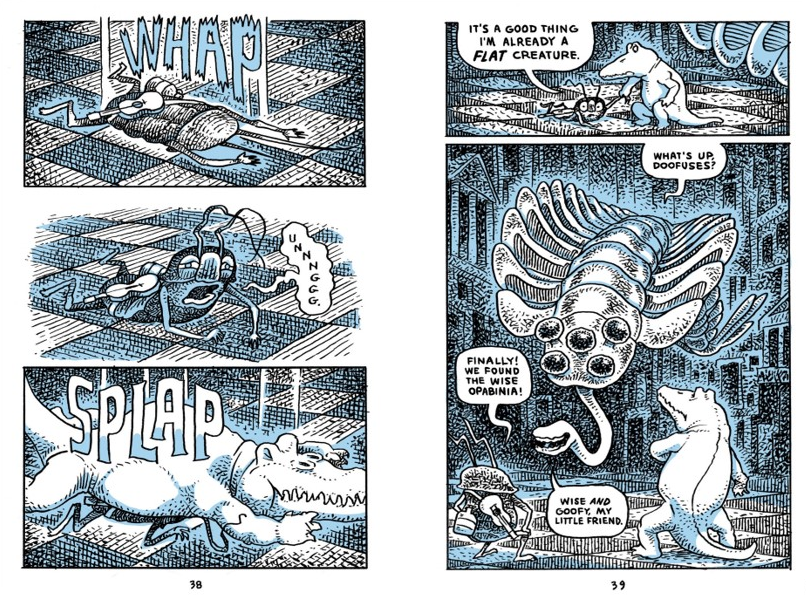 WHAP
UNNNGGG.
SPLAP
38
IT'S A GOOD THING
I'M ALREADY A
FLAT CREATURE.
WHAT'S UP,
DOOFUSES?
FINALLY!
WE FOUND
THE WISE
OPABINIA!
WISE AND
GOOFY, MY
LITTLE FRIEND.
39